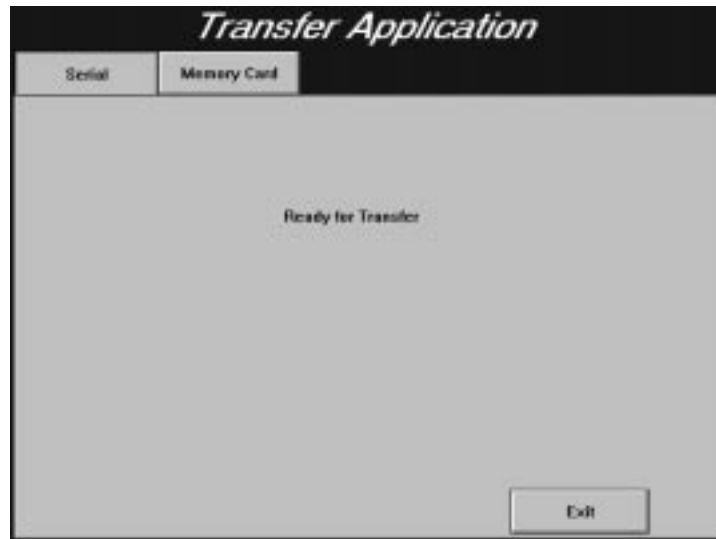 Transfer Application
Serial
Memory Card
Ready for Transfer
Exit